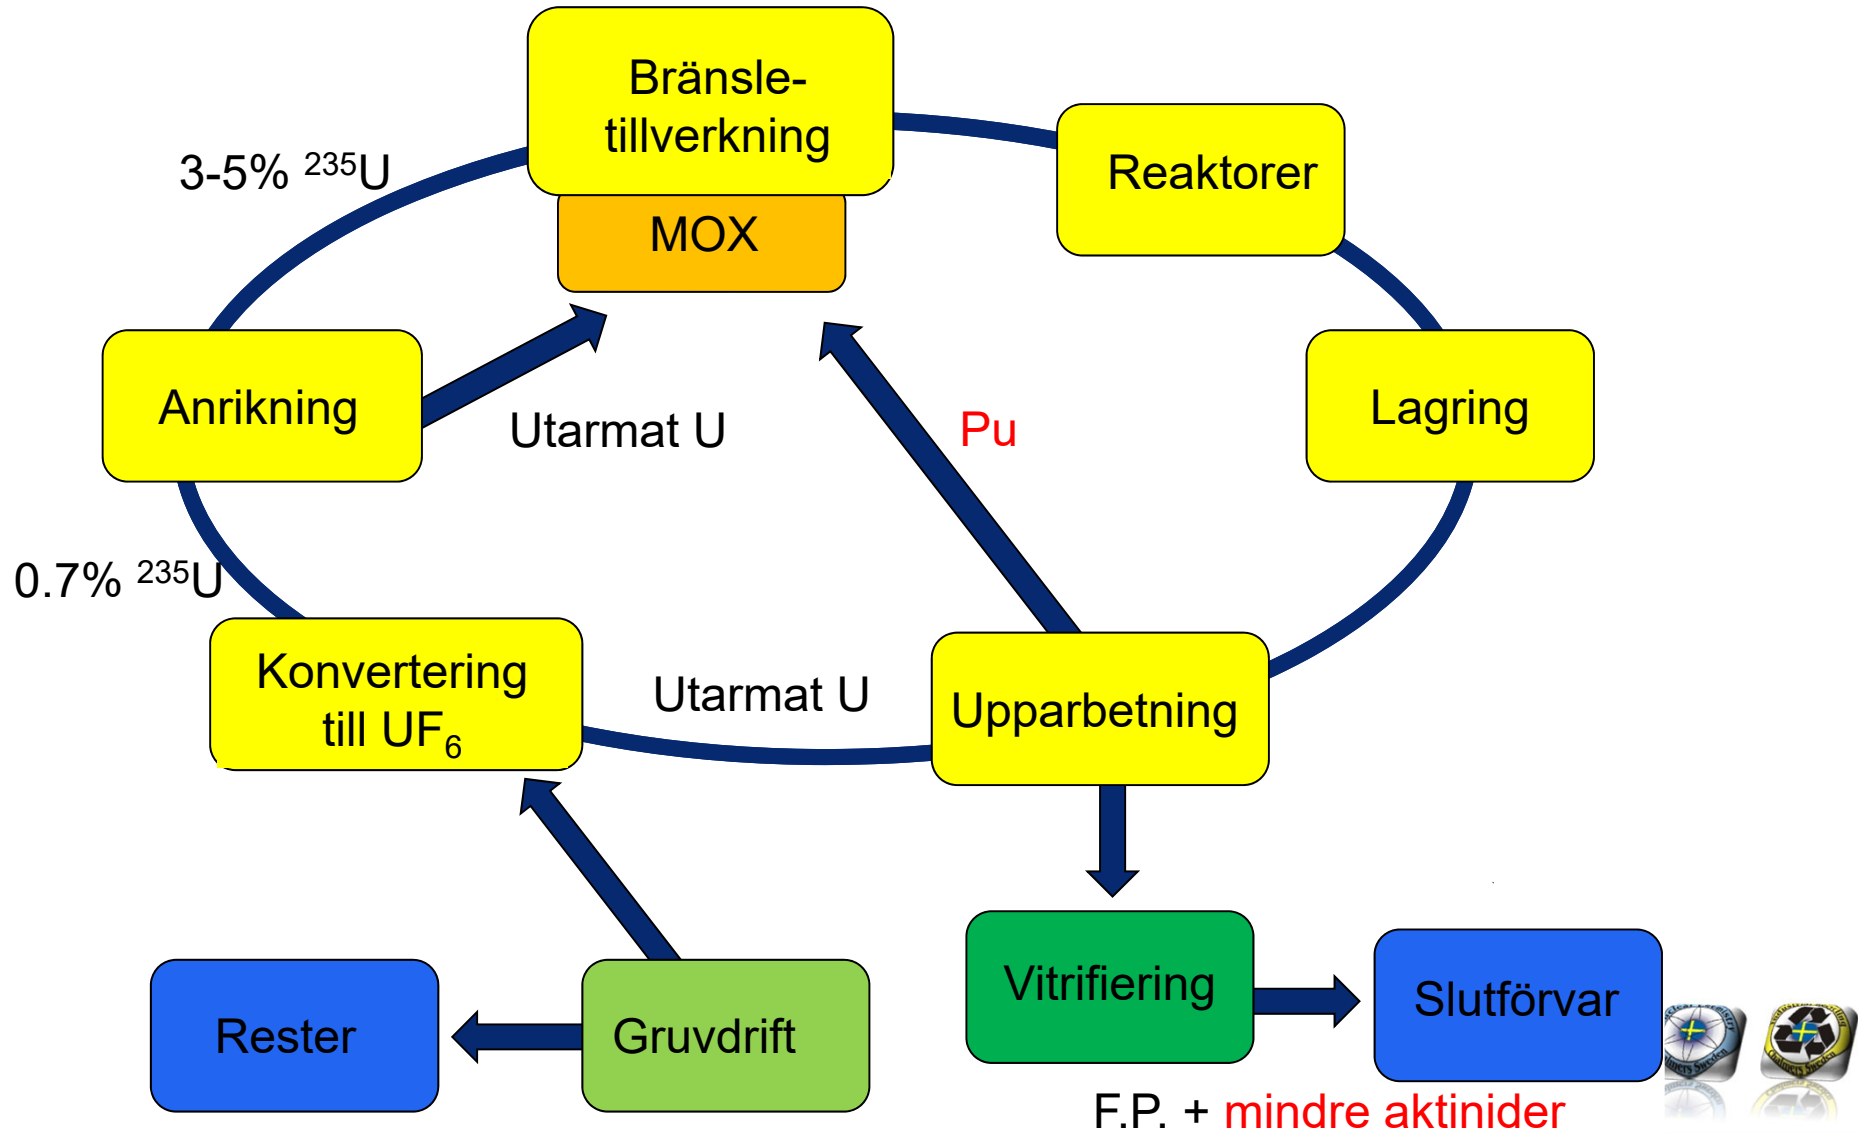 Bränsle-
tillverkning
MOX
Reaktorer
3-5% ²³⁵U
Anrikning
Utarmat U
Pu
Lagring
0.7% ²³⁵U
Konvertering
till UF₆
Utarmat U
Upparbetning
Rester
Gruvdrift
Vitrifiering
Slutförvar
F.P. + mindre aktinider